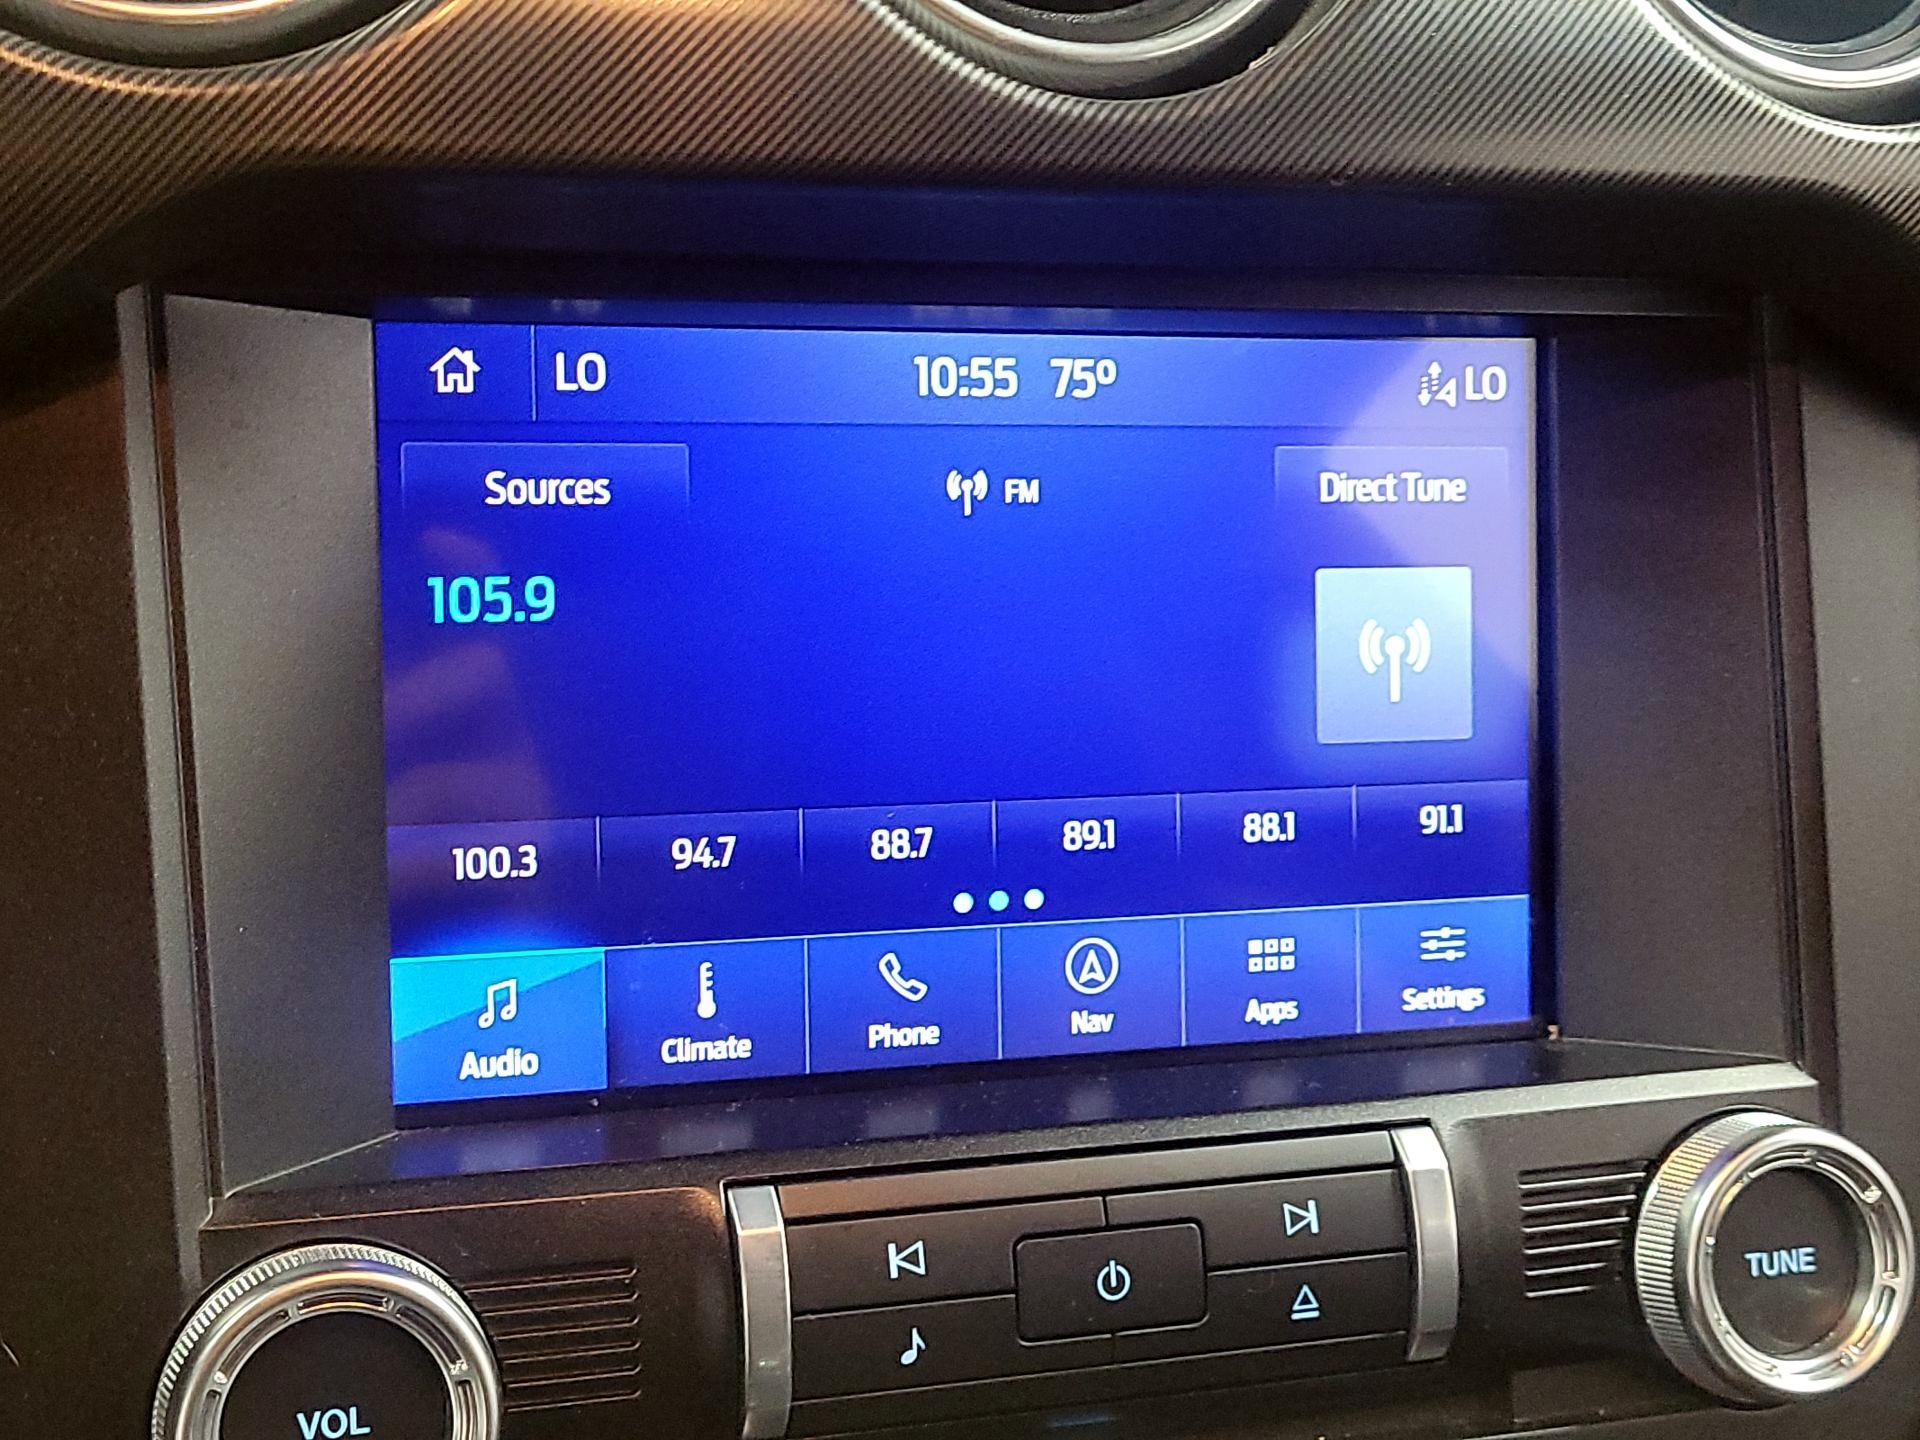 LO 10:55 75º LO
Sources FM Direct Tune
105.9
100.3 94.7 88.7 89.1 88.1 91.1
Audio Climate Phone Nav Apps Settings
VOL TUNE